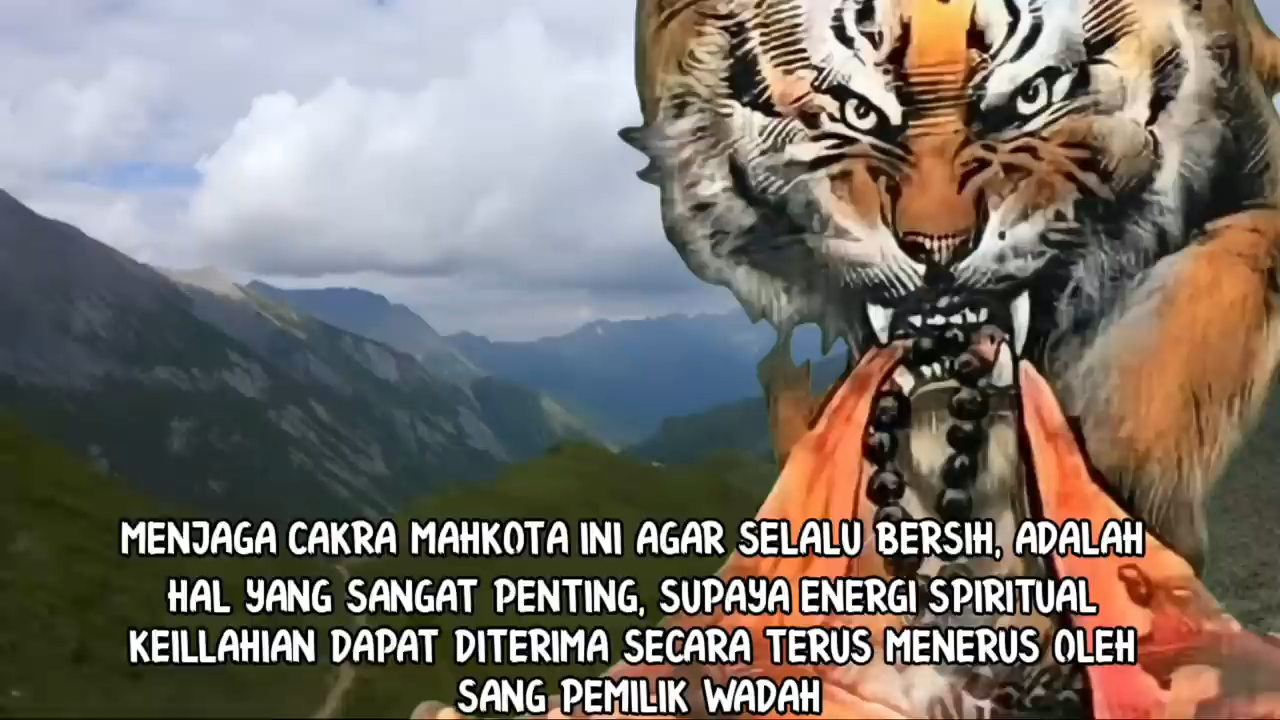 MENJAGA CAKRA MAHKOTA INI AGAR SELALU BERSIH, ADALAH
HAL YANG SANGAT PENTING, SUPAYA ENERGI SPIRITUAL
KEILLAHIAN DAPAT DITERIMA SECARA TERUS MENERUS OLEH
SANG PEMILIK WADAH